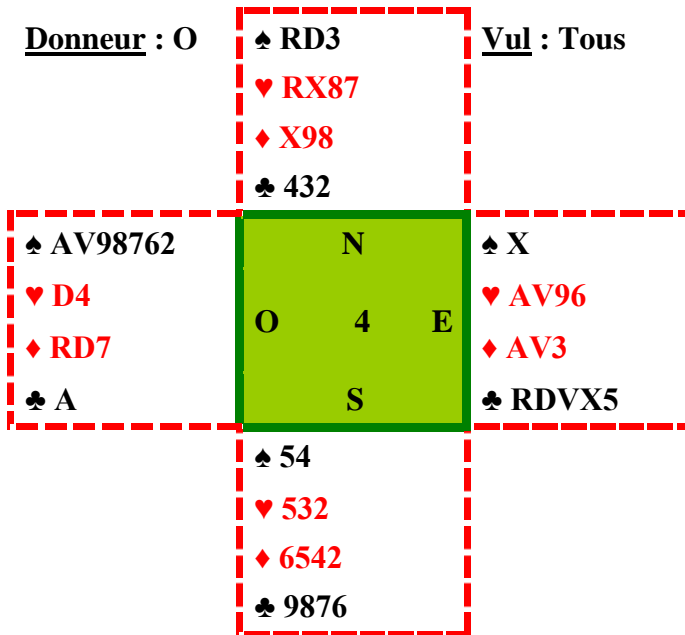 Donneur : O
♠ RD3
Vul : Tous
♥ RX87
♦ X98
♣ 432
♠ AV98762
♥ D4
♦ RD7
♣ A
N
O 4 E
S
♠ X
♥ AV96
♦ AV3
♣ RDVX5
♠ 54
♥ 532
♦ 6542
♣ 9876